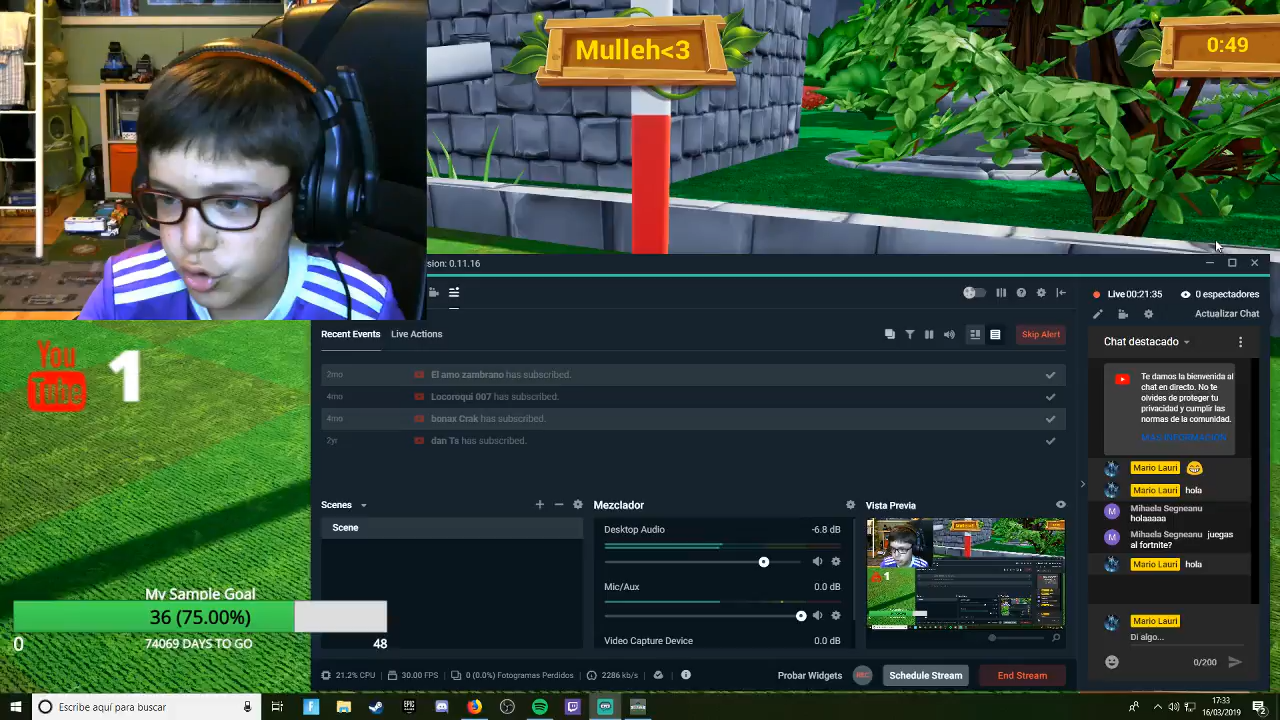 Mulleh<3
0:49
sion: 0.11.16
Live 00:21:35
0 espectadores
Actualizar Chat
Recent Events
Live Actions
Skip Alert
2mo El amo zambrano has subscribed.
4mo Locoroqui 007 has subscribed.
4mo bonax Crak has subscribed.
2yr dan Ts has subscribed.
Chat destacado
Te damos la bienvenida al
chat en directo. No te
olvides de proteger tu
privacidad y cumplir las
normas de la comunidad.
MÁS INFORMACIÓN
Mario Lauri
Mario Lauri hola
M Mihaela Segneanu
holaaaaa
M Mihaela Segneanu juegas
al fortnite?
Mario Lauri hola
Mario Lauri
Di algo...
0/200
You
Tube
1
My Sample Goal
36 (75.00%)
0
74069 DAYS TO GO
48
Scenes
Scene
Mezclador
Desktop Audio -6.8 dB
Mic/Aux 0.0 dB
Video Capture Device 0.0 dB
Vista Previa
21.2% CPU
30.00 FPS
0 (0.0%) Fotogramas Perdidos
2286 kb/s
Probar Widgets
REC
Schedule Stream
End Stream
Escribe aquí para buscar
17:33
16/03/2019